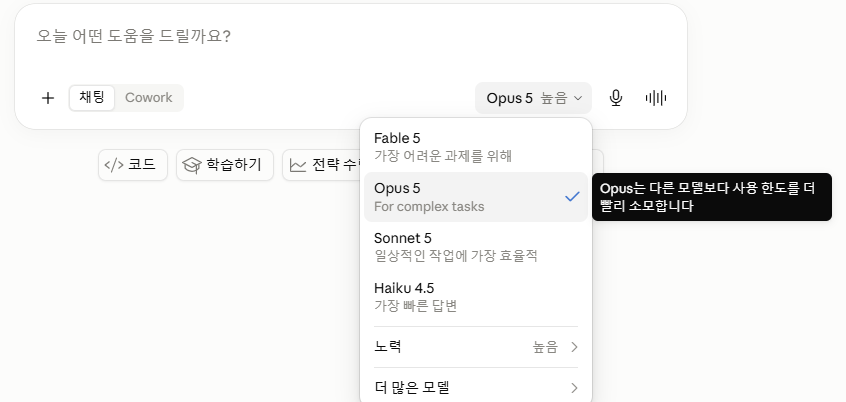 오늘 어떤 도움을 드릴까요?
채팅 Cowork
Opus 5 높음
Fable 5
가장 어려운 과제를 위해
코드 학습하기 전략
Opus 5
For complex tasks
Opus는 다른 모델보다 사용 한도를 더
빨리 소모합니다
Sonnet 5
일상적인 작업에 가장 효율적
Haiku 4.5
가장 빠른 답변
노력 높음
더 많은 모델